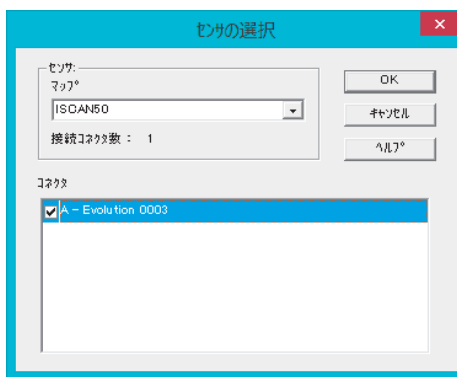 センサの選択
センサ:
マップ
ISCAN50
接続コネクタ数： 1
OK
キャンセル
ヘルプ
コネクタ
A - Evolution 0003